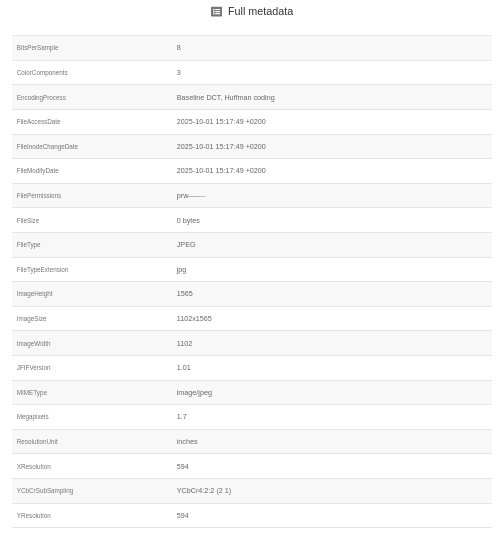 Full metadata
BitsPerSample 8
ColorComponents 3
EncodingProcess Baseline DCT, Huffman coding
FileAccessDate 2025-10-01 15:17:49 +0200
FileInodeChangeDate 2025-10-01 15:17:49 +0200
FileModifyDate 2025-10-01 15:17:49 +0200
FilePermissions prw-------
FileSize 0 bytes
FileType JPEG
FileTypeExtension jpg
ImageHeight 1565
ImageSize 1102x1565
ImageWidth 1102
JFIFVersion 1.01
MIMEType image/jpeg
Megapixels 1.7
ResolutionUnit inches
XResolution 594
YCbCrSubSampling YCbCr4:2:2 (2 1)
YResolution 594